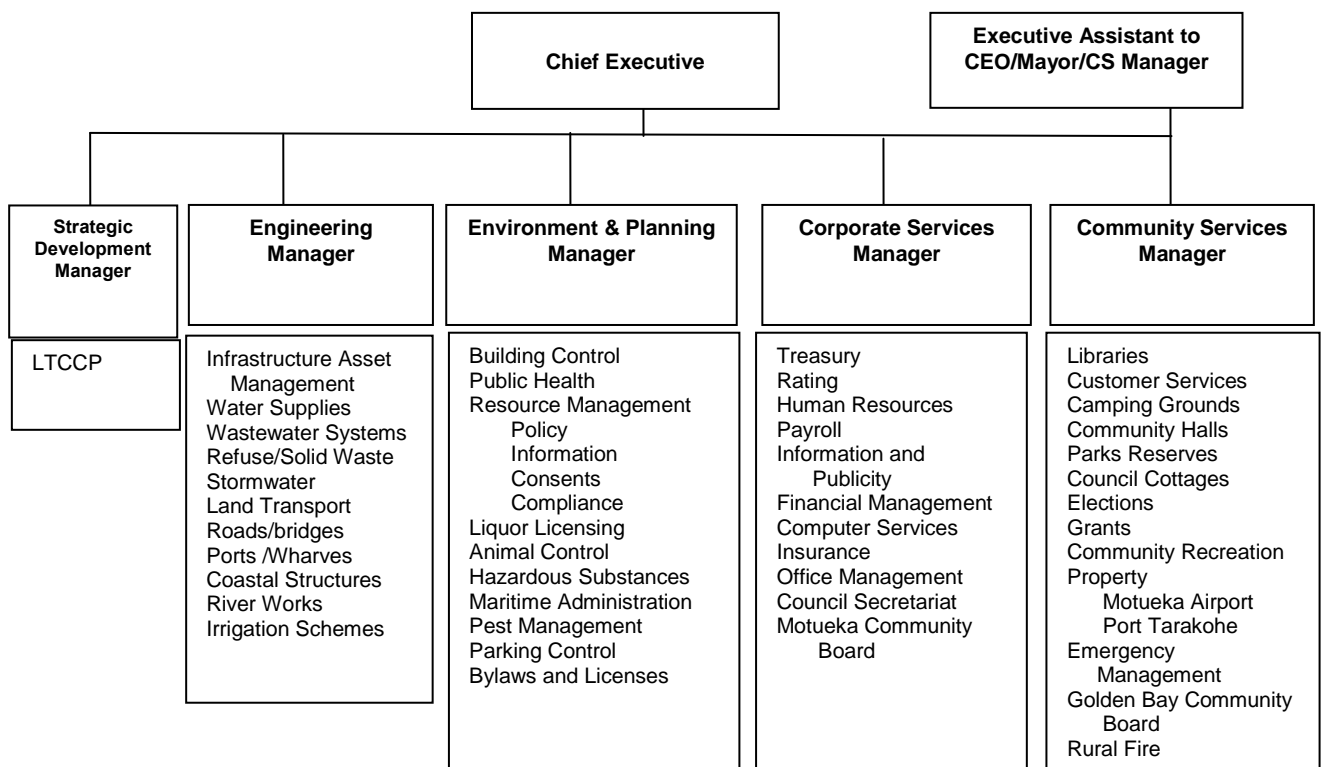 Chief Executive
Executive Assistant to
CEO/Mayor/CS Manager
Strategic
Development
Manager
Engineering
Manager
Environment & Planning
Manager
Corporate Services
Manager
Community Services
Manager
LTCCP
Infrastructure Asset
Management
Water Supplies
Wastewater Systems
Refuse/Solid Waste
Stormwater
Land Transport
Roads/bridges
Ports /Wharves
Coastal Structures
River Works
Irrigation Schemes
Building Control
Public Health
Resource Management
Policy
Information
Consents
Compliance
Liquor Licensing
Animal Control
Hazardous Substances
Maritime Administration
Pest Management
Parking Control
Bylaws and Licenses
Treasury
Rating
Human Resources
Payroll
Information and
Publicity
Financial Management
Computer Services
Insurance
Office Management
Council Secretariat
Motueka Community
Board
Libraries
Customer Services
Camping Grounds
Community Halls
Parks Reserves
Council Cottages
Elections
Grants
Community Recreation
Property
Motueka Airport
Port Tarakohe
Emergency
Management
Golden Bay Community
Board
Rural Fire